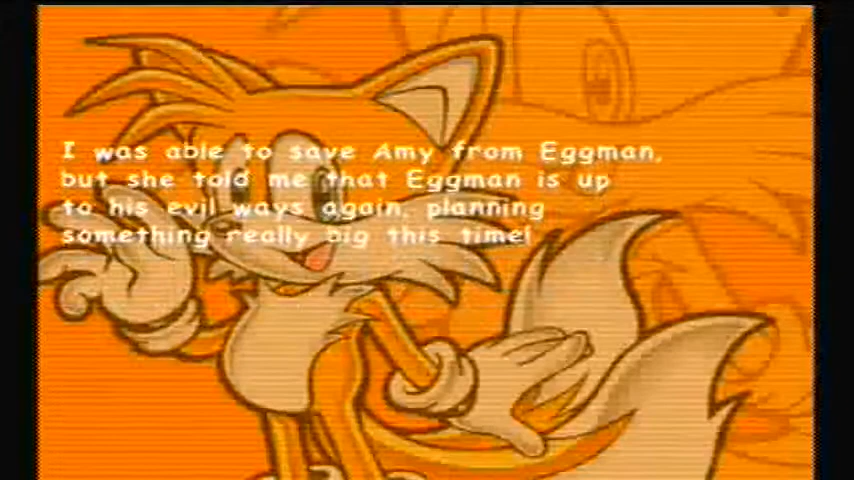 I was able to save Amy from Eggman,
but she told me that Eggman is up
to his evil ways again, planning
something really big this time!